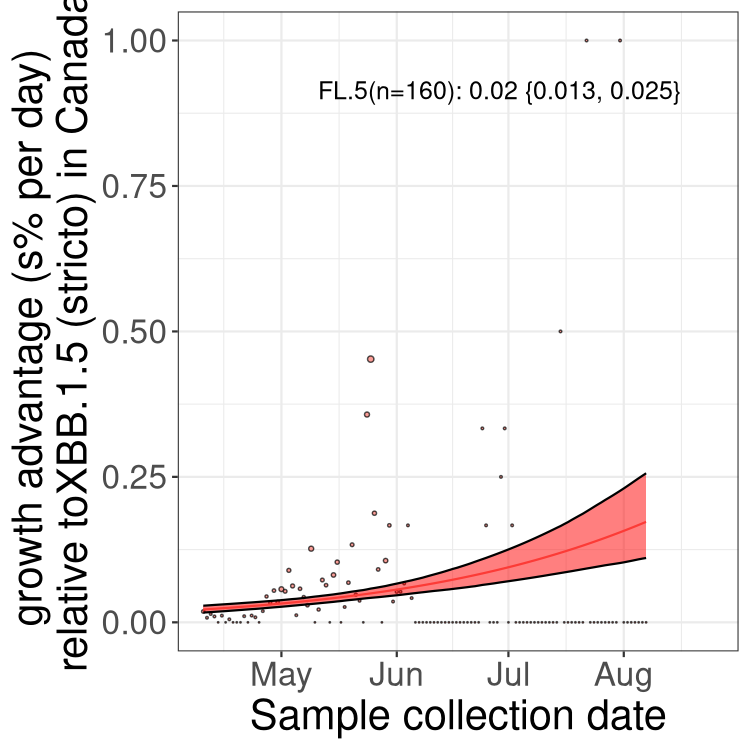 growth advantage (s% per day)
relative toXBB.1.5 (stricto) in Canada
1.00
0.75
0.50
0.25
0.00
FL.5(n=160): 0.02 {0.013, 0.025}
May
Jun
Jul
Aug
Sample collection date